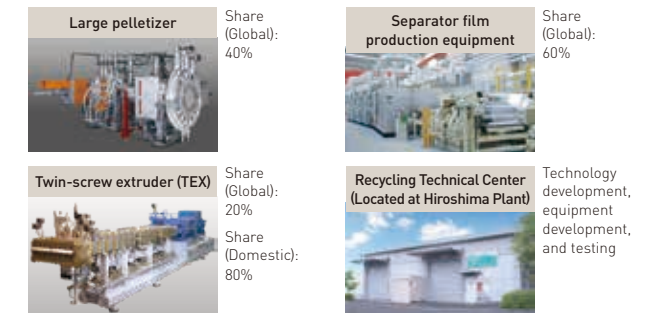 Large pelletizer
Share
(Global):
40%
Separator film
production equipment
Share
(Global):
60%
Twin-screw extruder (TEX)
Share
(Global):
20%
Share
(Domestic):
80%
Recycling Technical Center
(Located at Hiroshima Plant)
Technology
development,
equipment
development,
and testing